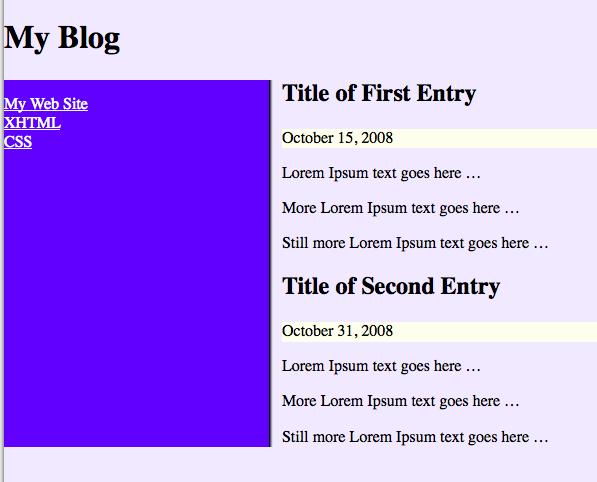 My Blog
My Web Site
XHTML
CSS
Title of First Entry
October 15, 2008
Lorem Ipsum text goes here …
More Lorem Ipsum text goes here …
Still more Lorem Ipsum text goes here …
Title of Second Entry
October 31, 2008
Lorem Ipsum text goes here …
More Lorem Ipsum text goes here …
Still more Lorem Ipsum text goes here …